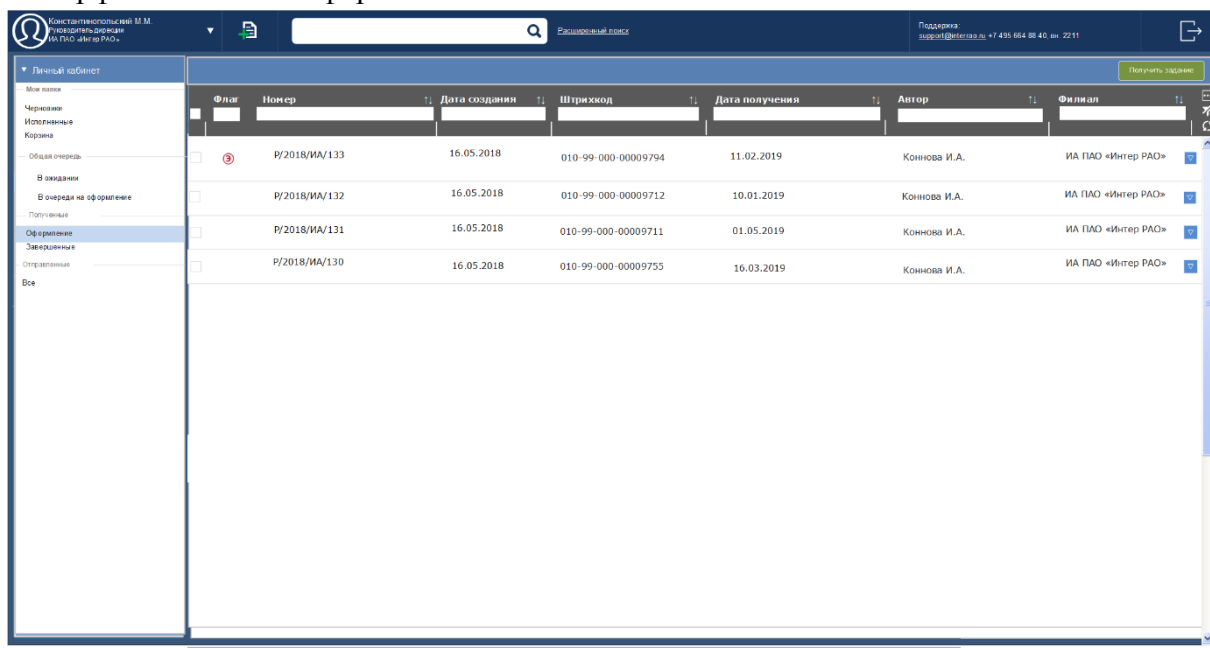 Константинопольский М.М.
Руководитель дирекции
ИА ПАО «Интер РАО»
Расширенный поиск
Поддержка:
support@interrao.ru +7 495 664 88 40, вн. 2211
Личный кабинет
Получить задание
Мои папки
Черновики
Исполненные
Корзина
Общая очередь
В ожидании
В очереди на оформление
Полученные
Оформление
Завершенные
Отправленные
Все
Флаг Номер Дата создания Штрихкод Дата получения Автор Филиал
3 Р/2018/ИА/133 16.05.2018 010-99-000-00009794 11.02.2019 Коннова И.А. ИА ПАО «Интер РАО»
Р/2018/ИА/132 16.05.2018 010-99-000-00009712 10.01.2019 Коннова И.А. ИА ПАО «Интер РАО»
Р/2018/ИА/131 16.05.2018 010-99-000-00009711 01.05.2019 Коннова И.А. ИА ПАО «Интер РАО»
Р/2018/ИА/130 16.05.2018 010-99-000-00009755 16.03.2019 Коннова И.А. ИА ПАО «Интер РАО»